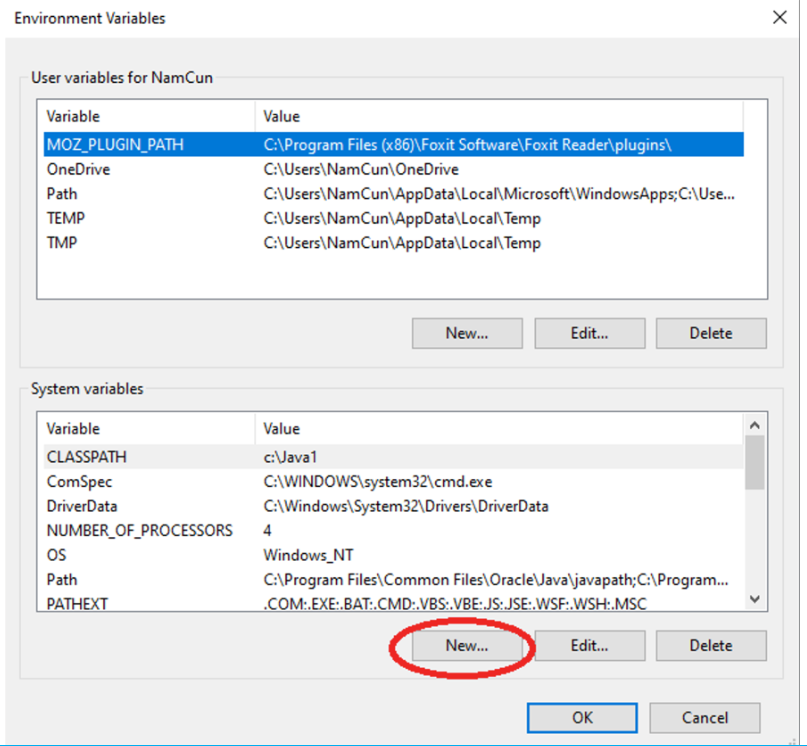 Environment Variables
User variables for NamCun
Variable Value
MOZ_PLUGIN_PATH C:\Program Files (x86)\Foxit Software\Foxit Reader\plugins\
OneDrive C:\Users\NamCun\OneDrive
Path C:\Users\NamCun\AppData\Local\Microsoft\WindowsApps;C:\Use...
TEMP C:\Users\NamCun\AppData\Local\Temp
TMP C:\Users\NamCun\AppData\Local\Temp
New... Edit... Delete
System variables
Variable Value
CLASSPATH c:\Java1
ComSpec C:\WINDOWS\system32\cmd.exe
DriverData C:\Windows\System32\Drivers\DriverData
NUMBER_OF_PROCESSORS 4
OS Windows_NT
Path C:\Program Files\Common Files\Oracle\Java\javapath;C:\Program...
PATHEXT .COM;.EXE;.BAT;.CMD;.VBS;.VBE;.JS;.JSE;.WSF;.WSH;.MSC
New... Edit... Delete
OK Cancel